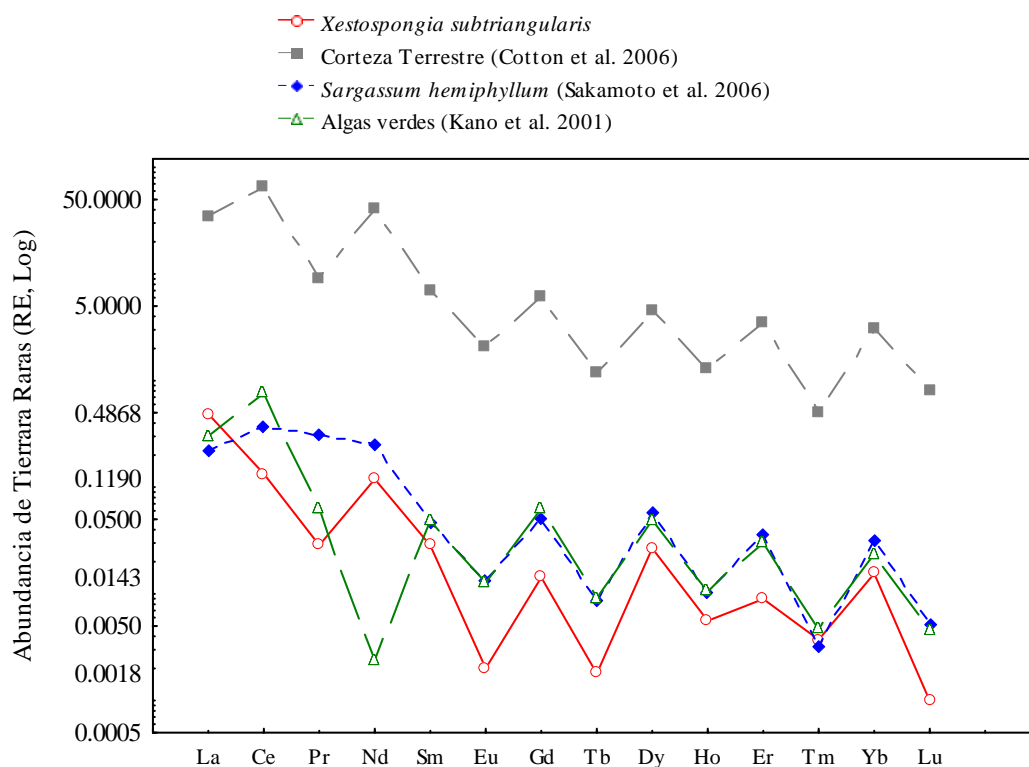 Xestospongia subtriangularis
Corteza Terrestre (Cotton et al. 2006)
Sargassum hemiphyllum (Sakamoto et al. 2006)
Algas verdes (Kano et al. 2001)
Abundancia de Tierrara Raras (RE, Log)
50.0000
5.0000
0.4868
0.1190
0.0500
0.0143
0.0050
0.0018
0.0005
La Ce Pr Nd Sm Eu Gd Tb Dy Ho Er Tm Yb Lu